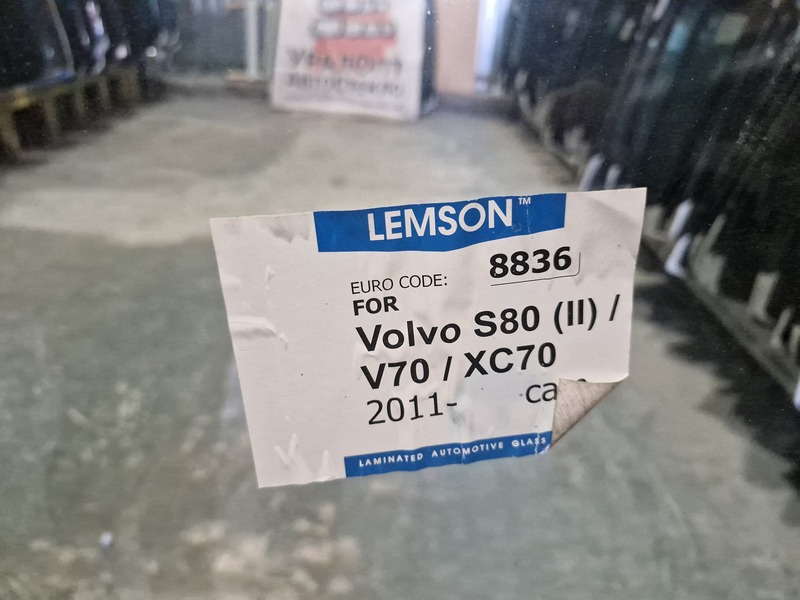 LEMSON™
EURO CODE: 8836
FOR
Volvo S80 (II) /
V70 / XC70
2011-
LAMINATED AUTOMOTIVE GLASS